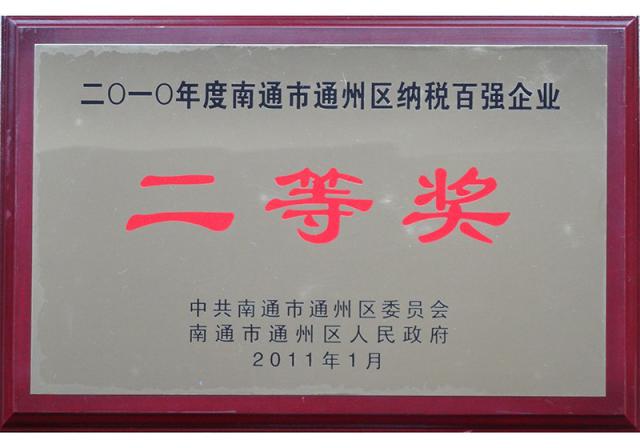 二〇一〇年度南通市通州区纳税百强企业
二等奖
中共南通市通州区委员会
南通市通州区人民政府
2011年1月